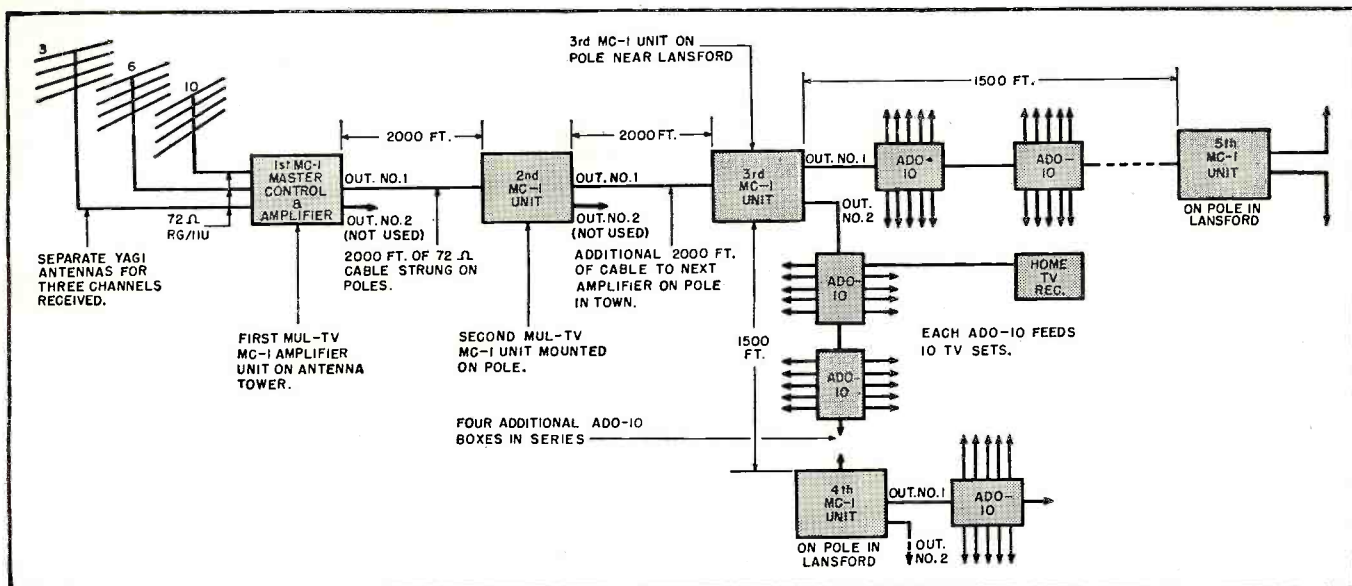 3
6
10
72 Ω
RG/11U
SEPARATE YAGI
ANTENNAS FOR
THREE CHANNELS
RECEIVED.
1st MC-1
MASTER
CONTROL
&
AMPLIFIER
FIRST MUL-TV
MC-1 AMPLIFIER
UNIT ON ANTENNA
TOWER.
2000 FT.
OUT. NO.1
OUT. NO.2
(NOT USED)
2000 FT. OF 72 Ω
CABLE STRUNG ON
POLES.
2nd
MC-1
UNIT
SECOND MUL-TV
MC-1 UNIT MOUNTED
ON POLE.
2000 FT.
OUT. NO.1
OUT. NO.2
(NOT USED)
ADDITIONAL 2000 FT.
OF CABLE TO NEXT
AMPLIFIER ON POLE
IN TOWN.
3rd MC-1 UNIT ON
POLE NEAR LANSFORD
3rd
MC-1
UNIT
1500 FT.
OUT. NO.1
OUT.
NO.2
ADO-
10
ADO-
10
5th
MC-1
UNIT
ON POLE IN
LANSFORD
1500
FT.
ADO-
10
HOME
TV
REC.
EACH ADO-10 FEEDS
10 TV SETS.
ADO-
10
FOUR ADDITIONAL ADO-10
BOXES IN SERIES
4th
MC-1
UNIT
ON POLE IN
LANSFORD
OUT. NO.1
OUT.
NO.2
ADO-
10